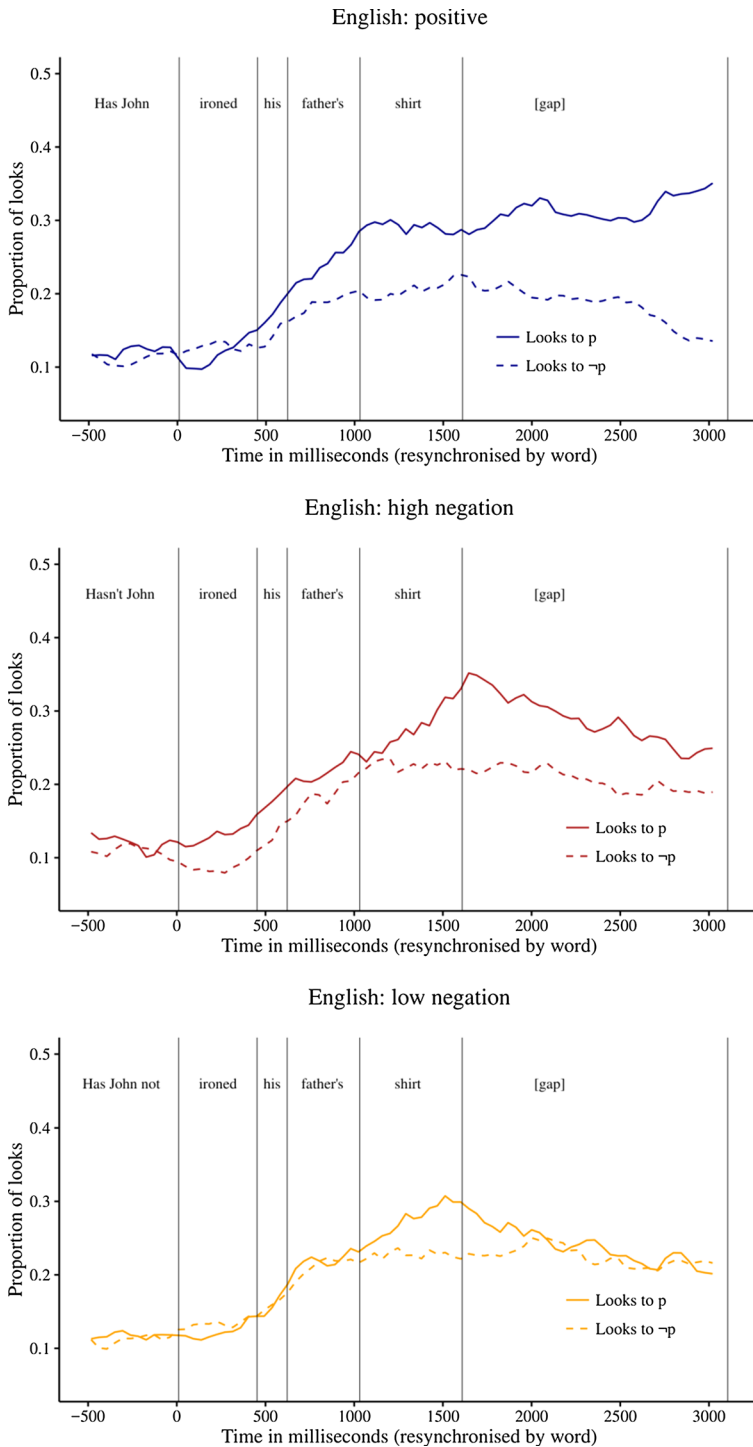 English: positive
Has John ironed his father's shirt [gap]
0.5
0.4
0.3
0.2
0.1
Proportion of looks
Looks to p
Looks to ¬p
−500 0 500 1000 1500 2000 2500 3000
Time in milliseconds (resynchronised by word)
English: high negation
Hasn't John ironed his father's shirt [gap]
0.5
0.4
0.3
0.2
0.1
Proportion of looks
Looks to p
Looks to ¬p
−500 0 500 1000 1500 2000 2500 3000
Time in milliseconds (resynchronised by word)
English: low negation
Has John not ironed his father's shirt [gap]
0.5
0.4
0.3
0.2
0.1
Proportion of looks
Looks to p
Looks to ¬p
−500 0 500 1000 1500 2000 2500 3000
Time in milliseconds (resynchronised by word)